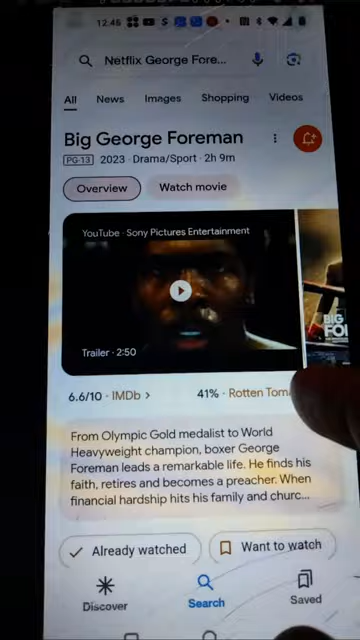 12:46
Netflix George Fore...
All News Images Shopping Videos
Big George Foreman
PG-13 2023 · Drama/Sport · 2h 9m
Overview Watch movie
YouTube · Sony Pictures Entertainment
Trailer · 2:50
BIG
6.6/10 · IMDb > 41% · Rotten Tom
From Olympic Gold medalist to World
Heavyweight champion, boxer George
Foreman leads a remarkable life. He finds his
faith, retires and becomes a preacher. When
financial hardship hits his family and churc...
Already watched Want to watch
Discover Search Saved